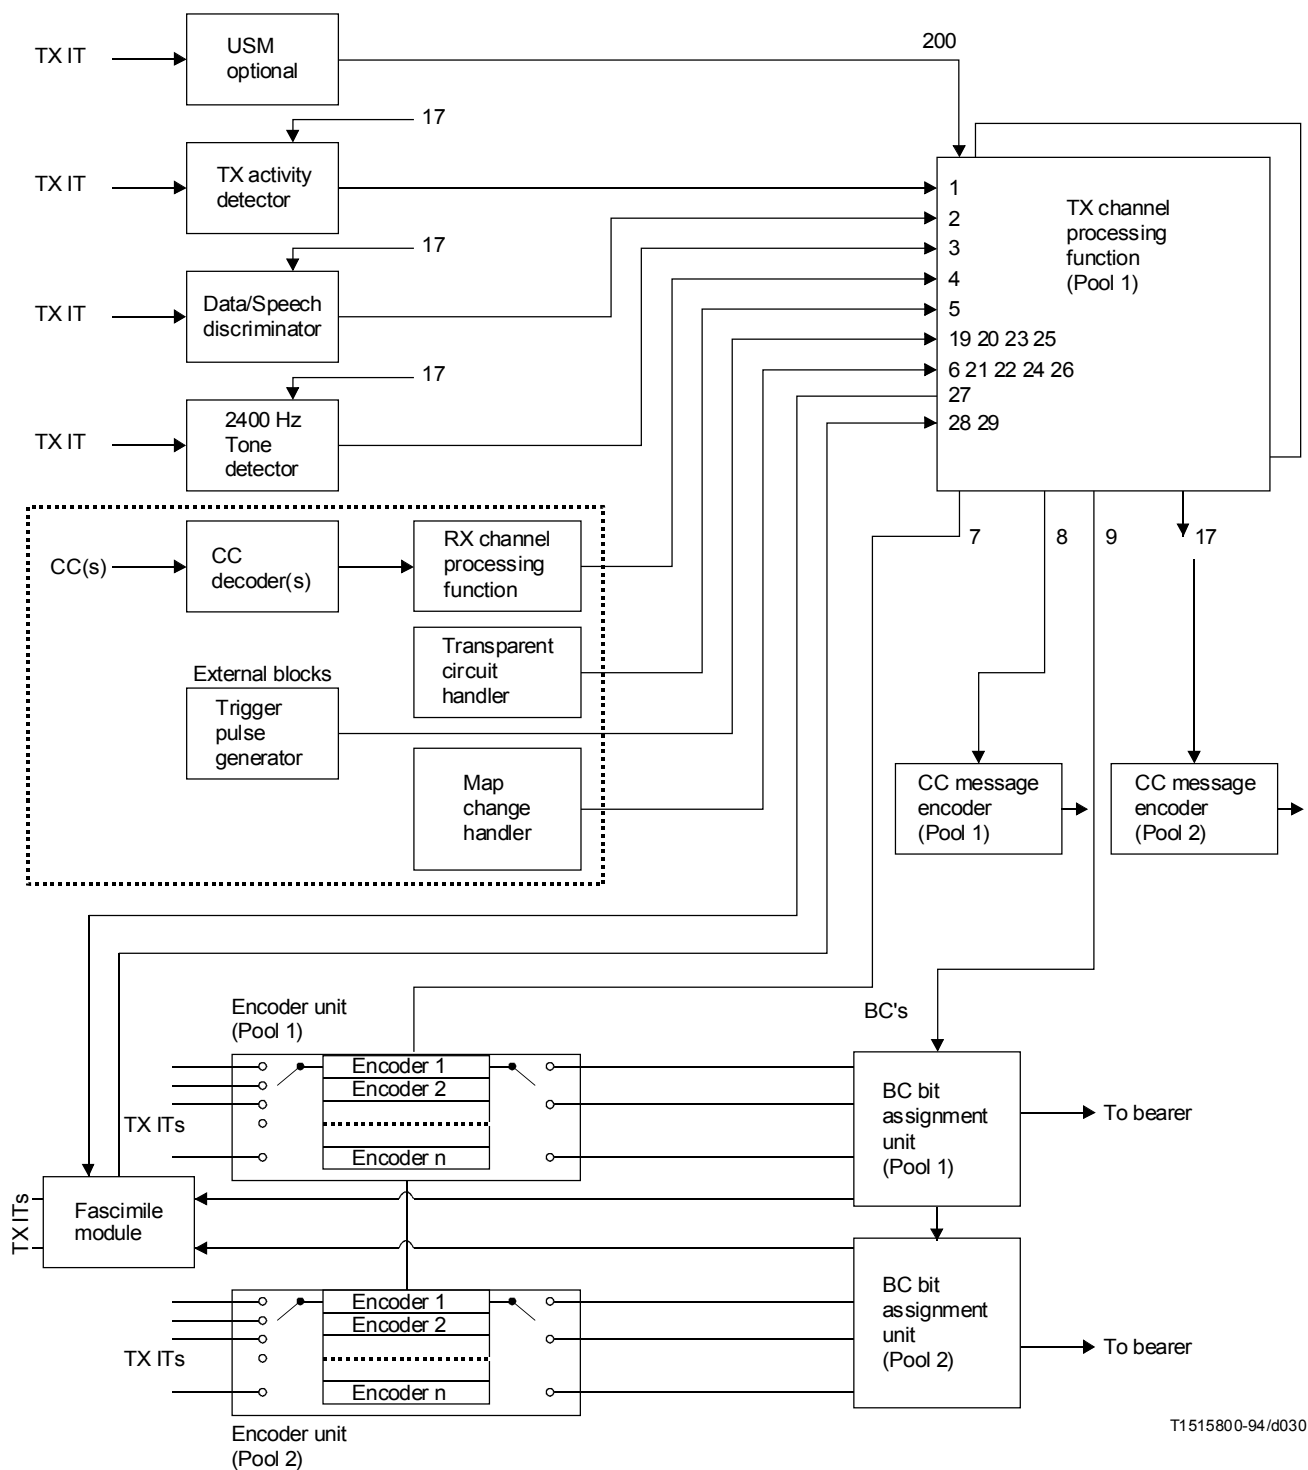 TX IT
USM
optional
200
17
TX IT
TX activity
detector
1
TX channel
processing
function
(Pool 1)
2
17
3
4
TX IT
Data/Speech
discriminator
5
19 20 23 25
17
6 21 22 24 26
27
TX IT
2400 Hz
Tone
detector
28 29
7
8
9
17
CC(s)
CC
decoder(s)
RX channel
processing
function
Transparent
circuit
handler
External blocks
Trigger
pulse
generator
Map
change
handler
CC message
encoder
(Pool 1)
CC message
encoder
(Pool 2)
Encoder unit
(Pool 1)
BC's
Encoder 1
Encoder 2
TX ITs
Encoder n
BC bit
assignment
unit
(Pool 1)
To bearer
TX ITs
Fascimile
module
Encoder 1
Encoder 2
TX ITs
Encoder n
BC bit
assignment
unit
(Pool 2)
To bearer
Encoder unit
(Pool 2)
T1515800-94/d030